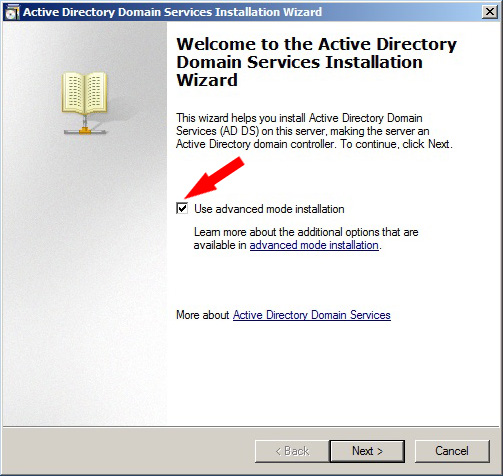 Active Directory Domain Services Installation Wizard
Welcome to the Active Directory
Domain Services Installation
Wizard
This wizard helps you install Active Directory Domain
Services (AD DS) on this server, making the server an
Active Directory domain controller. To continue, click Next.
Use advanced mode installation
Learn more about the additional options that are
available in advanced mode installation.
More about Active Directory Domain Services
< Back
Next >
Cancel